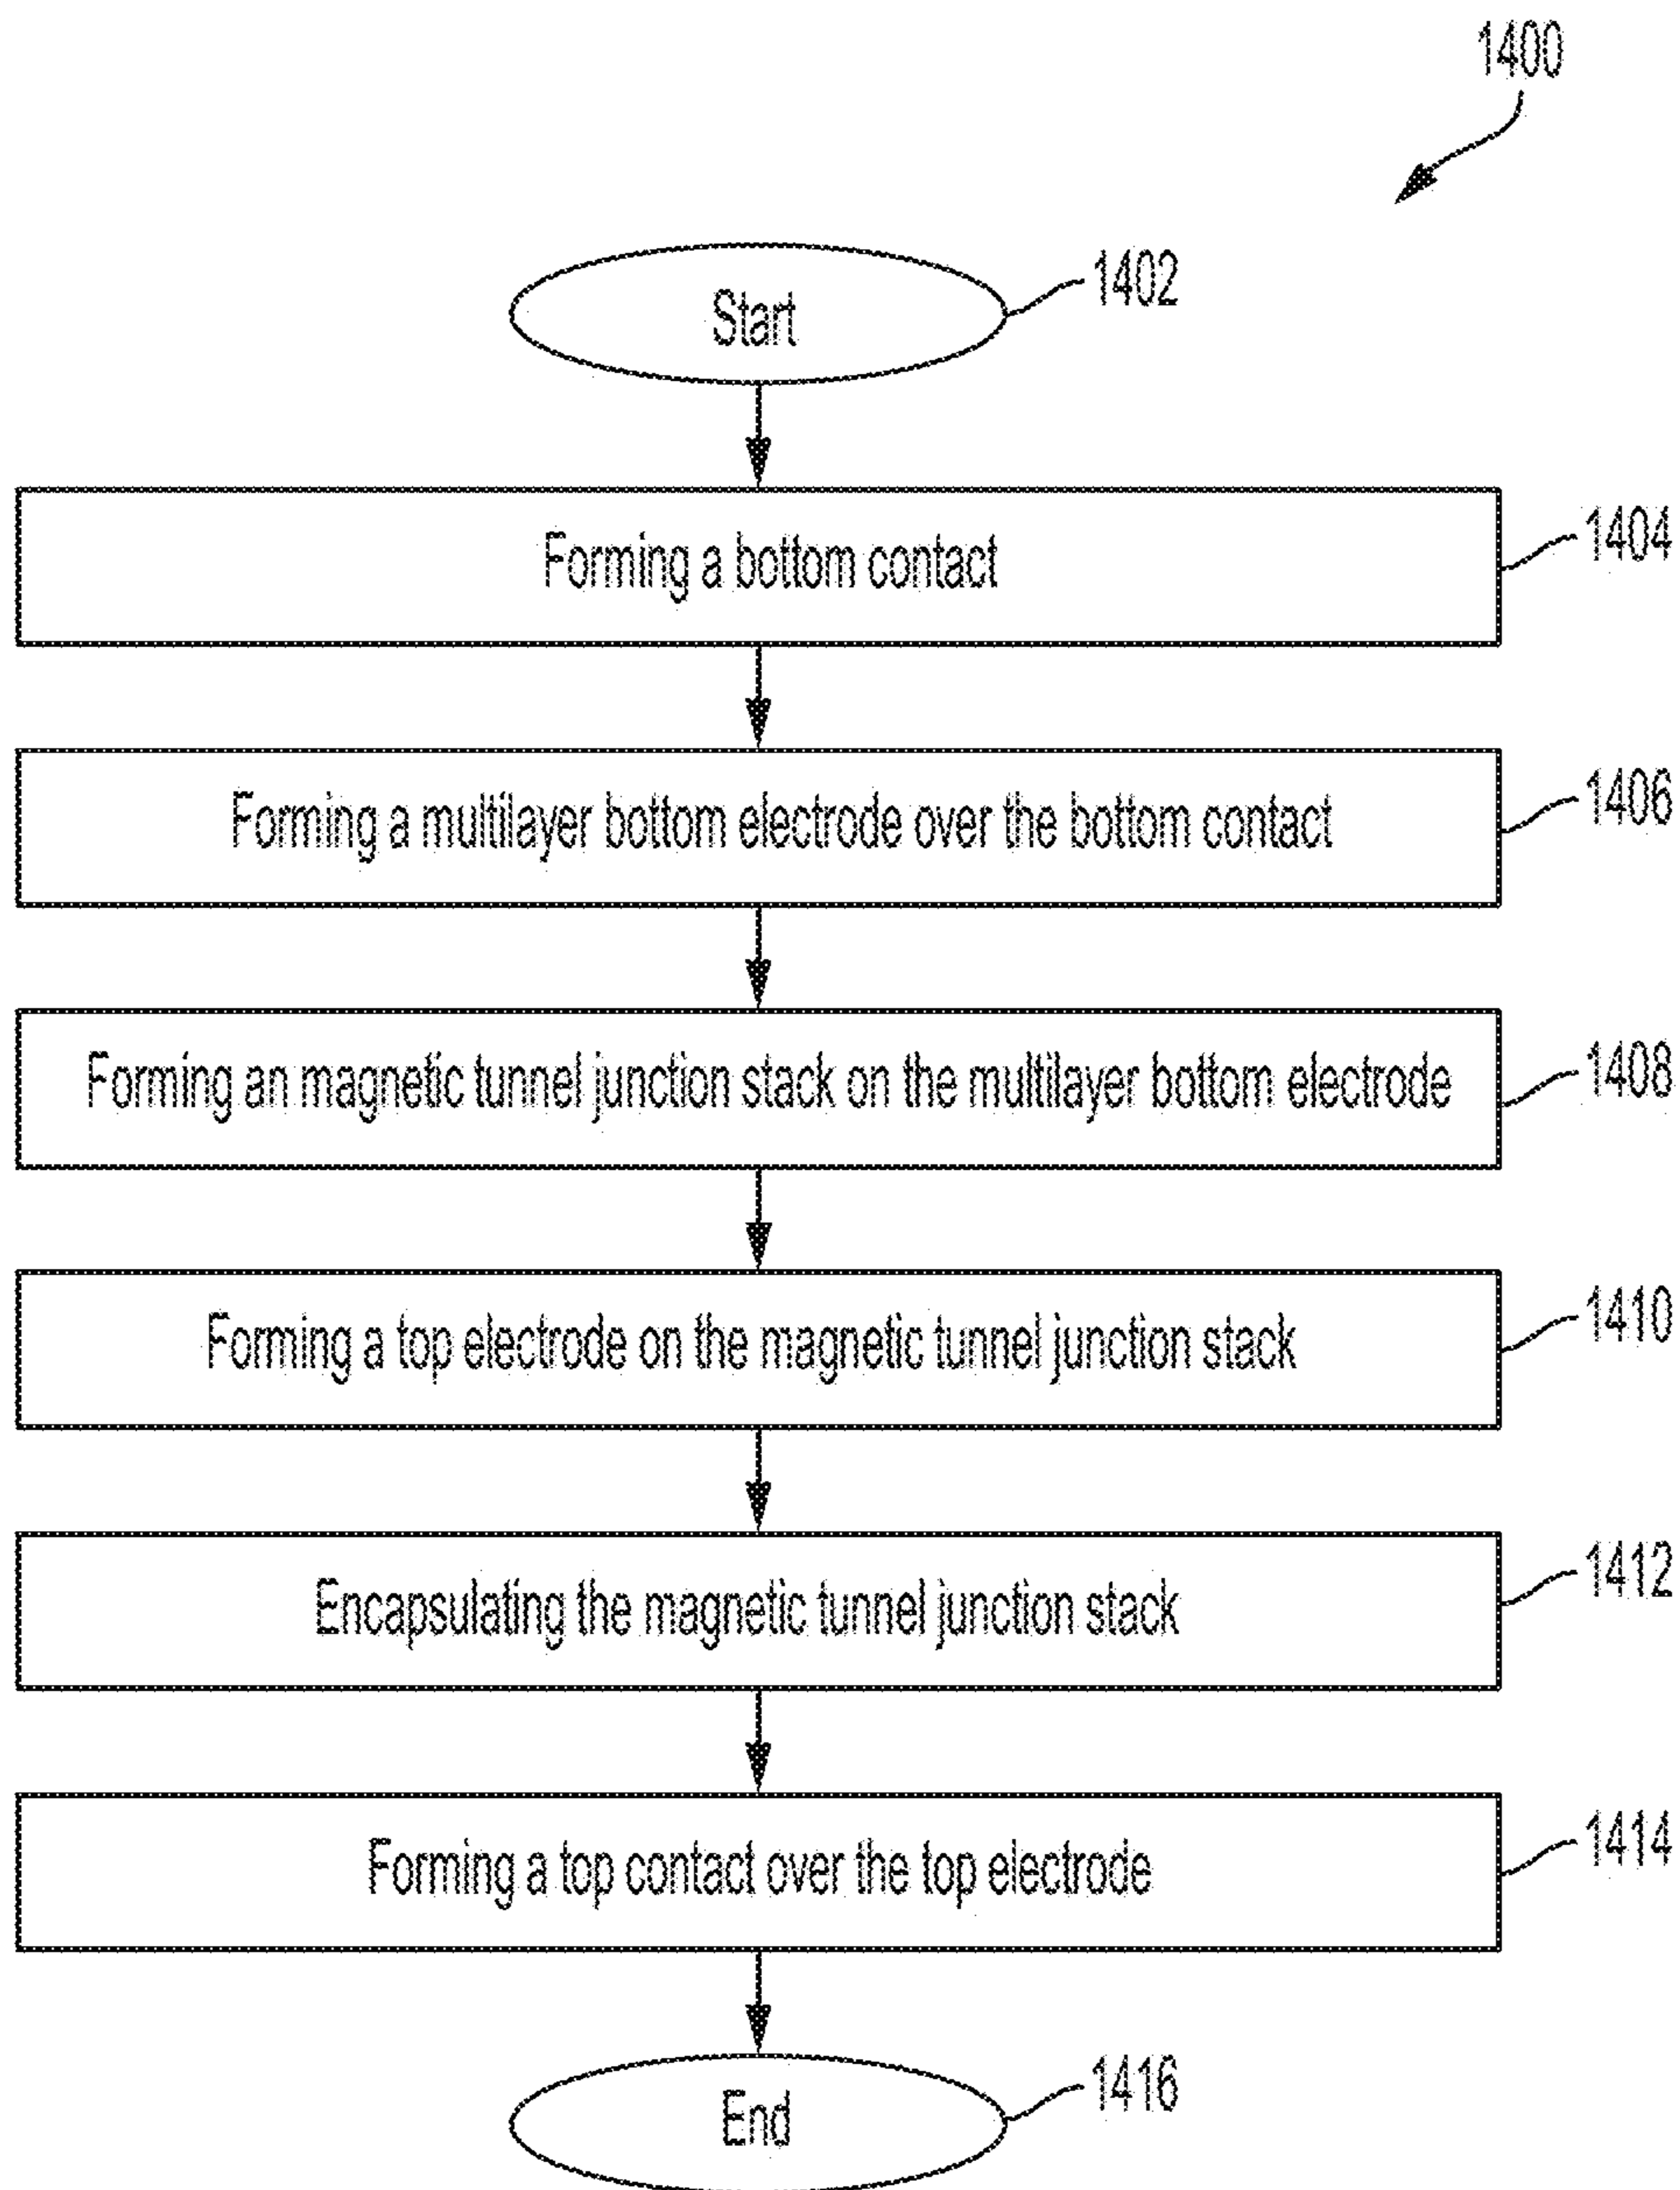 1400
Start
1402
Forming a bottom contact
1404
Forming a multilayer bottom electrode over the bottom contact
1406
Forming an magnetic tunnel junction stack on the multilayer bottom electrode
1408
Forming a top electrode on the magnetic tunnel junction stack
1410
Encapsulating the magnetic tunnel junction stack
1412
Forming a top contact over the top electrode
1414
End
1416